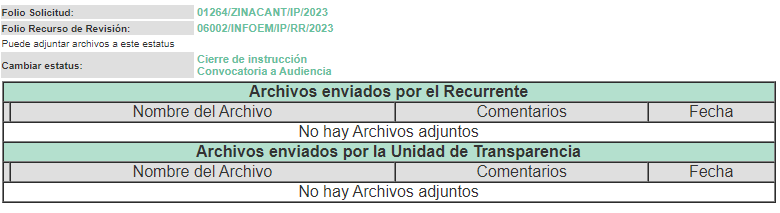 Folio Solicitud: 01264/ZINACANT/IP/2023
Folio Recurso de Revisión: 06002/INFOEM/IP/RR/2023
Puede adjuntar archivos a este estatus
Cambiar estatus: Cierre de instrucción
Convocatoria a Audiencia
Archivos enviados por el Recurrente
Nombre del Archivo Comentarios Fecha
No hay Archivos adjuntos
Archivos enviados por la Unidad de Transparencia
Nombre del Archivo Comentarios Fecha
No hay Archivos adjuntos